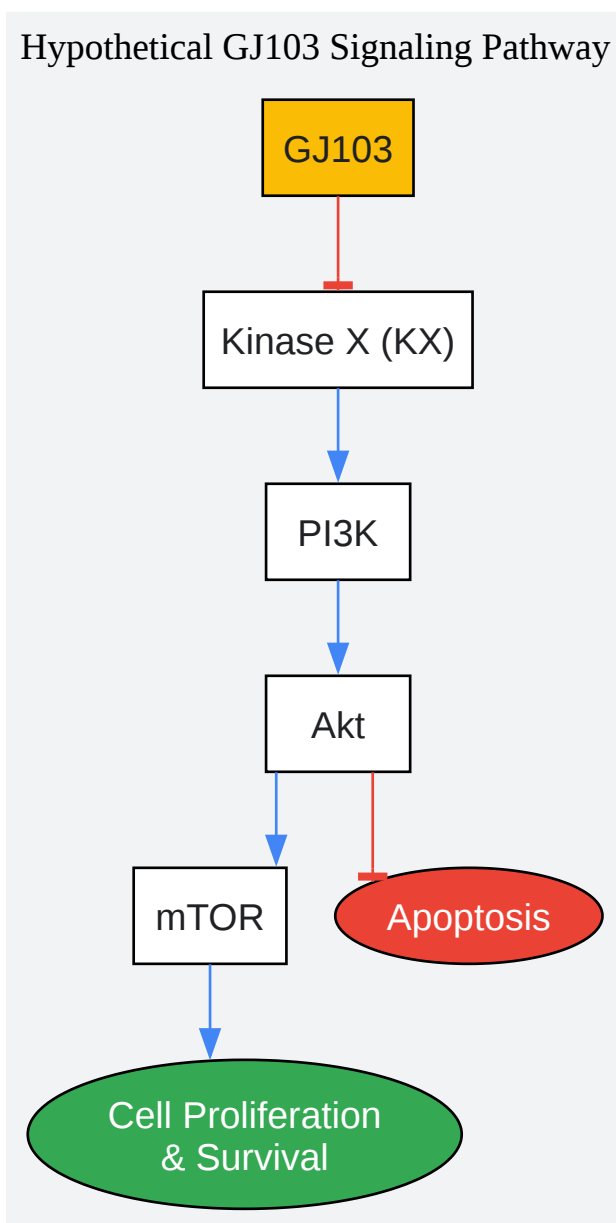 Hypothetical GJ103 Signaling Pathway
GJ103
Kinase X (KX)
PI3K
Akt
mTOR
Apoptosis
Cell Proliferation
& Survival